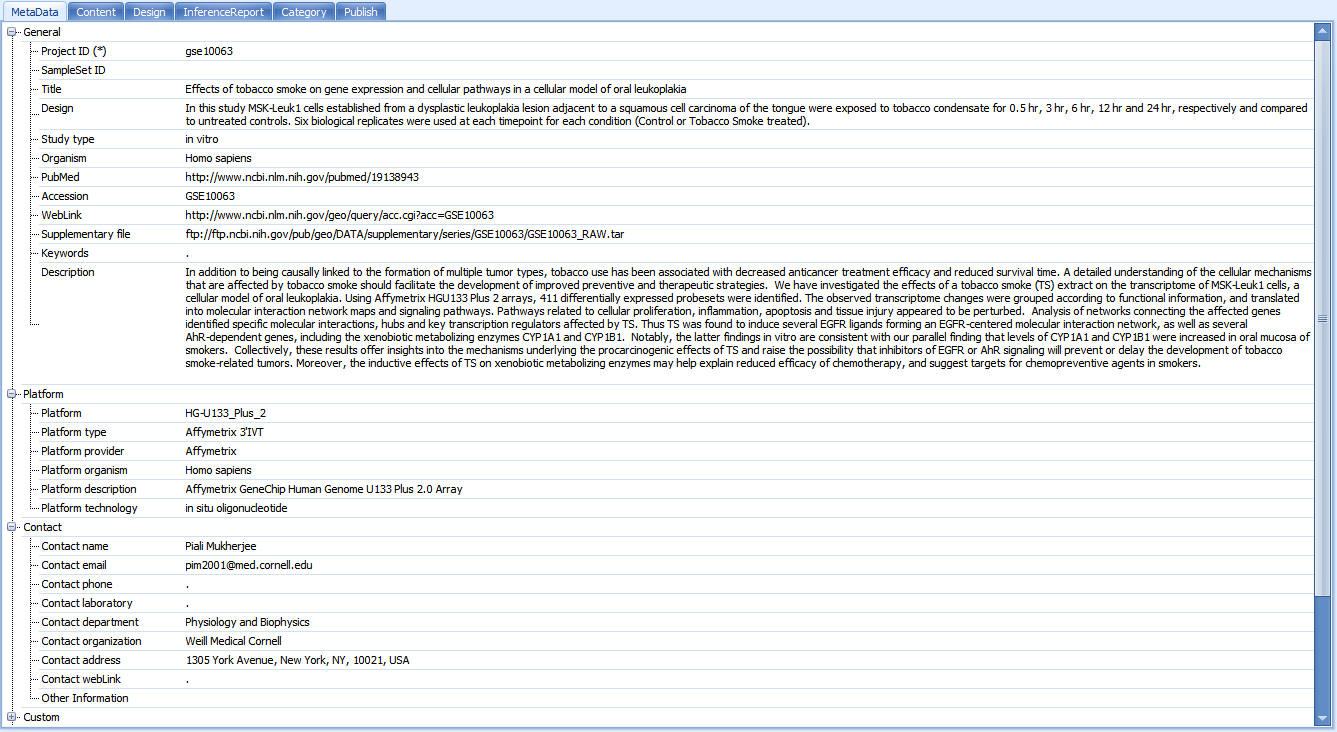 MetaData Content Design InferenceReport Category Publish
General
Project ID (*) gse10063
SampleSet ID
Title Effects of tobacco smoke on gene expression and cellular pathways in a cellular model of oral leukoplakia
Design In this study MSK-Leuk1 cells established from a dysplastic leukoplakia lesion adjacent to a squamous cell carcinoma of the tongue were exposed to tobacco condensate for 0.5 hr, 3 hr, 6 hr, 12 hr and 24 hr, respectively and compared
to untreated controls. Six biological replicates were used at each timepoint for each condition (Control or Tobacco Smoke treated).
Study type in vitro
Organism Homo sapiens
PubMed http://www.ncbi.nlm.nih.gov/pubmed/19138943
Accession GSE10063
WebLink http://www.ncbi.nlm.nih.gov/geo/query/acc.cgi?acc=GSE10063
Supplementary file ftp://ftp.ncbi.nih.gov/pub/geo/DATA/supplementary/series/GSE10063/GSE10063_RAW.tar
Keywords .
Description In addition to being causally linked to the formation of multiple tumor types, tobacco use has been associated with decreased anticancer treatment efficacy and reduced survival time. A detailed understanding of the cellular mechanisms
that are affected by tobacco smoke should facilitate the development of improved preventive and therapeutic strategies. We have investigated the effects of a tobacco smoke (TS) extract on the transcriptome of MSK-Leuk1 cells, a
cellular model of oral leukoplakia. Using Affymetrix HGU133 Plus 2 arrays, 411 differentially expressed probesets were identified. The observed transcriptome changes were grouped according to functional information, and translated
into molecular interaction network maps and signaling pathways. Pathways related to cellular proliferation, inflammation, apoptosis and tissue injury appeared to be perturbed. Analysis of networks connecting the affected genes
identified specific molecular interactions, hubs and key transcription regulators affected by TS. Thus TS was found to induce several EGFR ligands forming an EGFR-centered molecular interaction network, as well as several
AhR-dependent genes, including the xenobiotic metabolizing enzymes CYP1A1 and CYP1B1. Notably, the latter findings in vitro are consistent with our parallel finding that levels of CYP1A1 and CYP1B1 were increased in oral mucosa of
smokers. Collectively, these results offer insights into the mechanisms underlying the procarcinogenic effects of TS and raise the possibility that inhibitors of EGFR or AhR signaling will prevent or delay the development of tobacco
smoke-related tumors. Moreover, the inductive effects of TS on xenobiotic metabolizing enzymes may help explain reduced efficacy of chemotherapy, and suggest targets for chemopreventive agents in smokers.
Platform
Platform HG-U133_Plus_2
Platform type Affymetrix 3'IVT
Platform provider Affymetrix
Platform organism Homo sapiens
Platform description Affymetrix GeneChip Human Genome U133 Plus 2.0 Array
Platform technology in situ oligonucleotide
Contact
Contact name Piali Mukherjee
Contact email pim2001@med.cornell.edu
Contact phone .
Contact laboratory .
Contact department Physiology and Biophysics
Contact organization Weill Medical Cornell
Contact address 1305 York Avenue, New York, NY, 10021, USA
Contact webLink .
Other Information
Custom